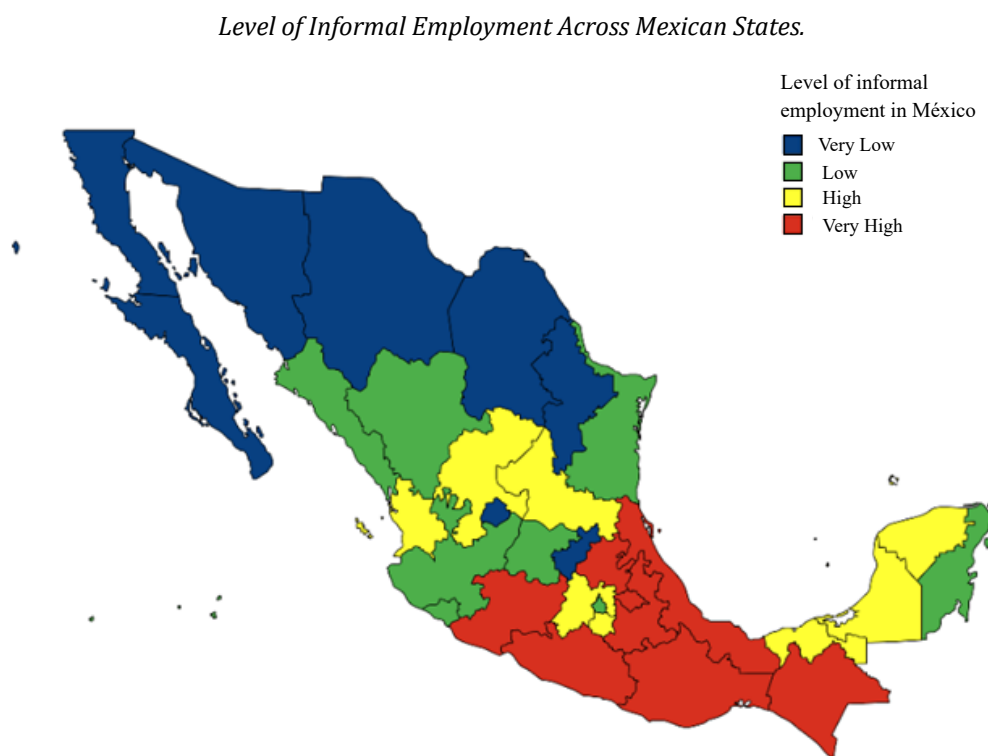 Level of Informal Employment Across Mexican States.
Level of informal
employment in México
Very Low
Low
High
Very High